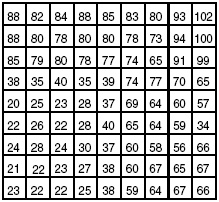 88 82 84 88 85 83 80 93 102
88 80 78 80 80 78 73 94 100
85 79 80 78 77 74 65 91 99
38 35 40 35 39 74 77 70 65
20 25 23 28 37 69 64 60 57
22 26 22 28 40 65 64 59 34
24 28 24 30 37 60 58 56 66
21 22 23 27 38 60 67 65 67
23 22 22 25 38 59 64 67 66